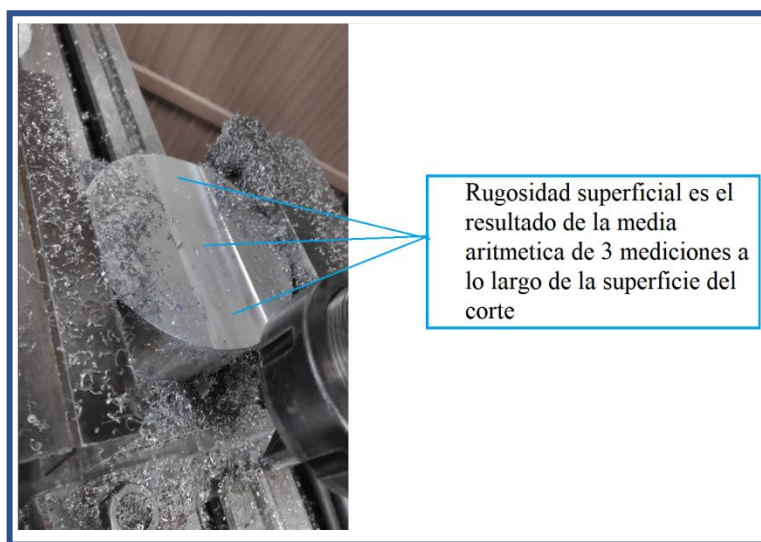 Rugosidad superficial es el
resultado de la media
aritmetica de 3 mediciones a
lo largo de la superficie del
corte